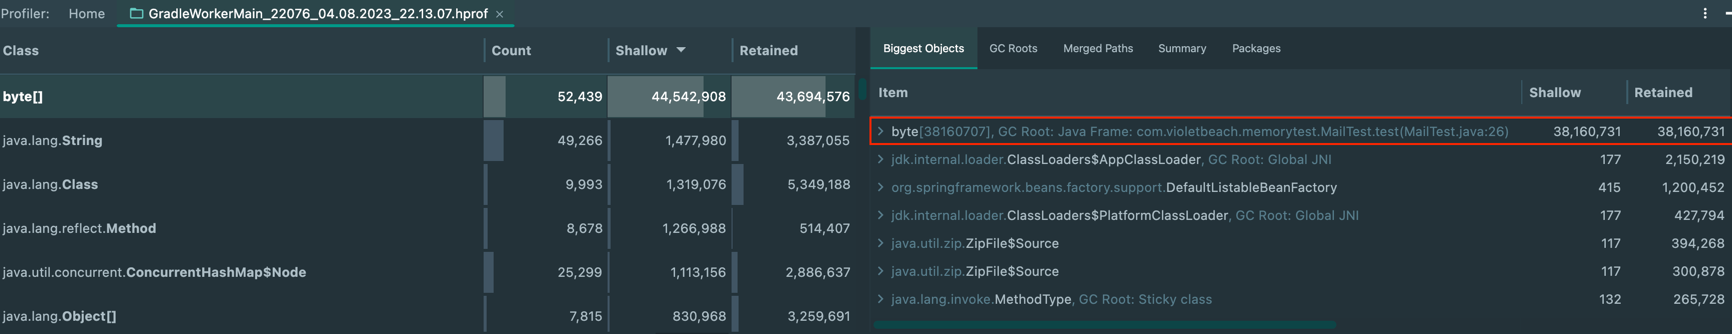 Profiler: Home GradleWorkerMain_22076_04.08.2023_22.13.07.hprof ×
Class Count Shallow Retained
byte[] 52,439 44,542,908 43,694,576
java.lang.String 49,266 1,477,980 3,387,055
java.lang.Class 9,993 1,319,076 5,349,188
java.lang.reflect.Method 8,678 1,266,988 514,407
java.util.concurrent.ConcurrentHashMap$Node 25,299 1,113,156 2,886,637
java.lang.Object[] 7,815 830,968 3,259,691
Biggest Objects GC Roots Merged Paths Summary Packages
Item Shallow Retained
byte[38160707], GC Root: Java Frame: com.violetbeach.memorytest.MailTest.test(MailTest.java:26) 38,160,731 38,160,731
jdk.internal.loader.ClassLoaders$AppClassLoader, GC Root: Global JNI 177 2,150,219
org.springframework.beans.factory.support.DefaultListableBeanFactory 415 1,200,452
jdk.internal.loader.ClassLoaders$PlatformClassLoader, GC Root: Global JNI 177 427,794
java.util.zip.ZipFile$Source 117 394,268
java.util.zip.ZipFile$Source 117 300,878
java.lang.invoke.MethodType, GC Root: Sticky class 132 265,728